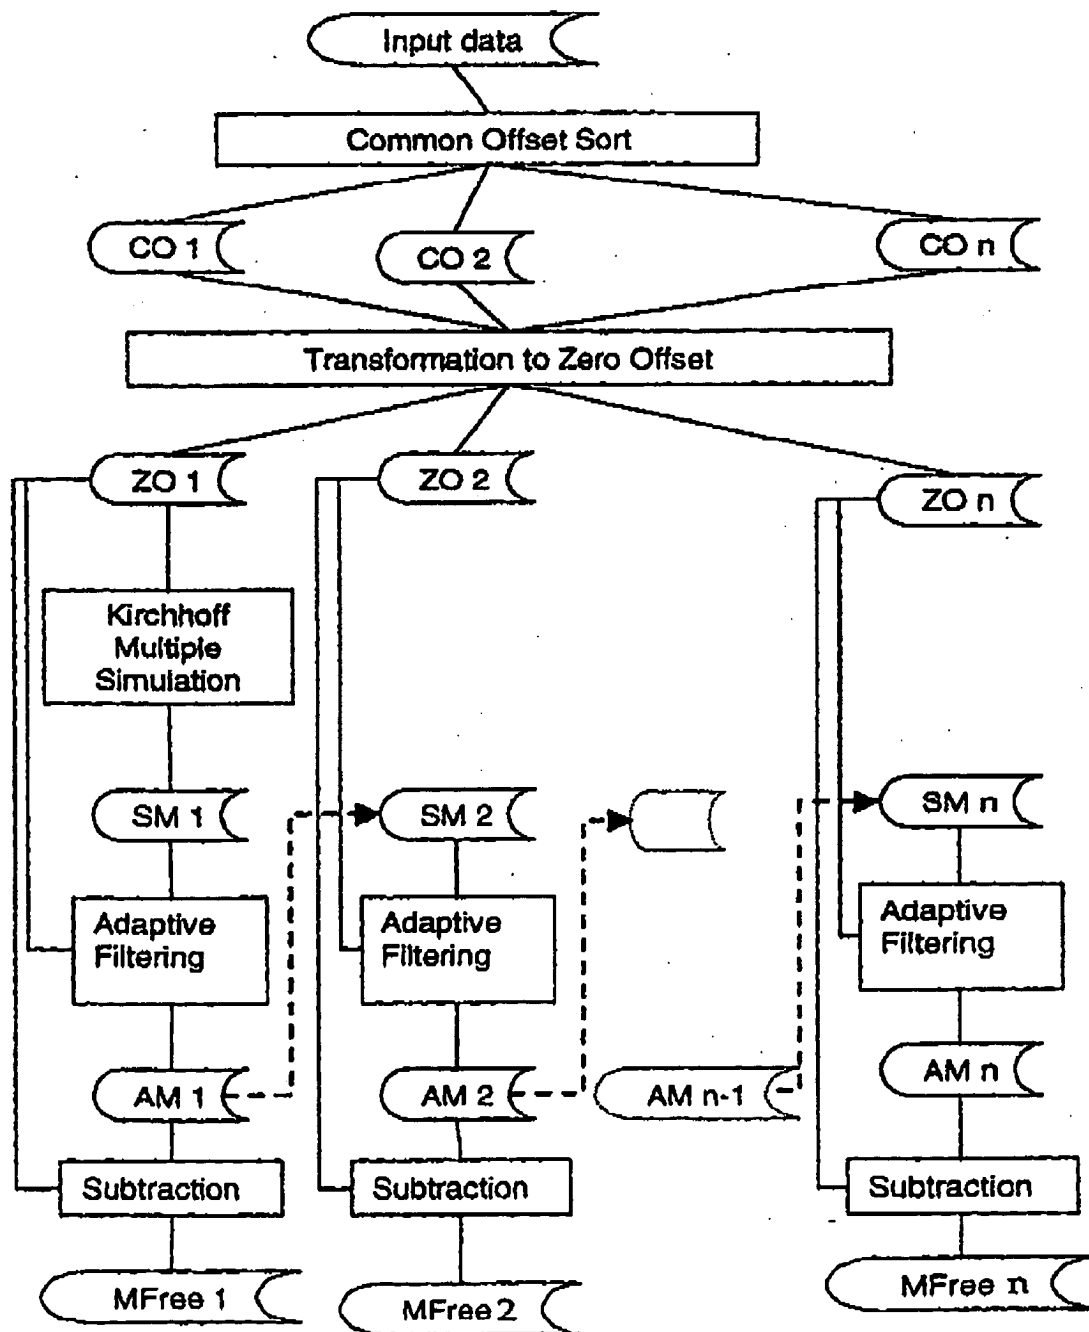 Input data
Common Offset Sort
CO 1
CO 2
CO n
Transformation to Zero Offset
ZO 1
ZO 2
ZO n
Kirchhoff
Multiple
Simulation
SM 1
SM 2
SM n
Adaptive
Filtering
Adaptive
Filtering
Adaptive
Filtering
AM 1
AM 2
AM n-1
AM n
Subtraction
Subtraction
Subtraction
MFree 1
MFree 2
MFree n